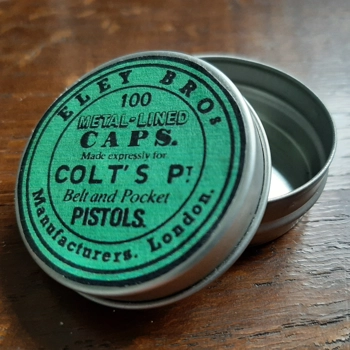 ELEY BROS
100
METAL-LINED
CAPS.
Made expressly for
COLT'S PT
Belt and Pocket
PISTOLS.
Manufacturers. London.